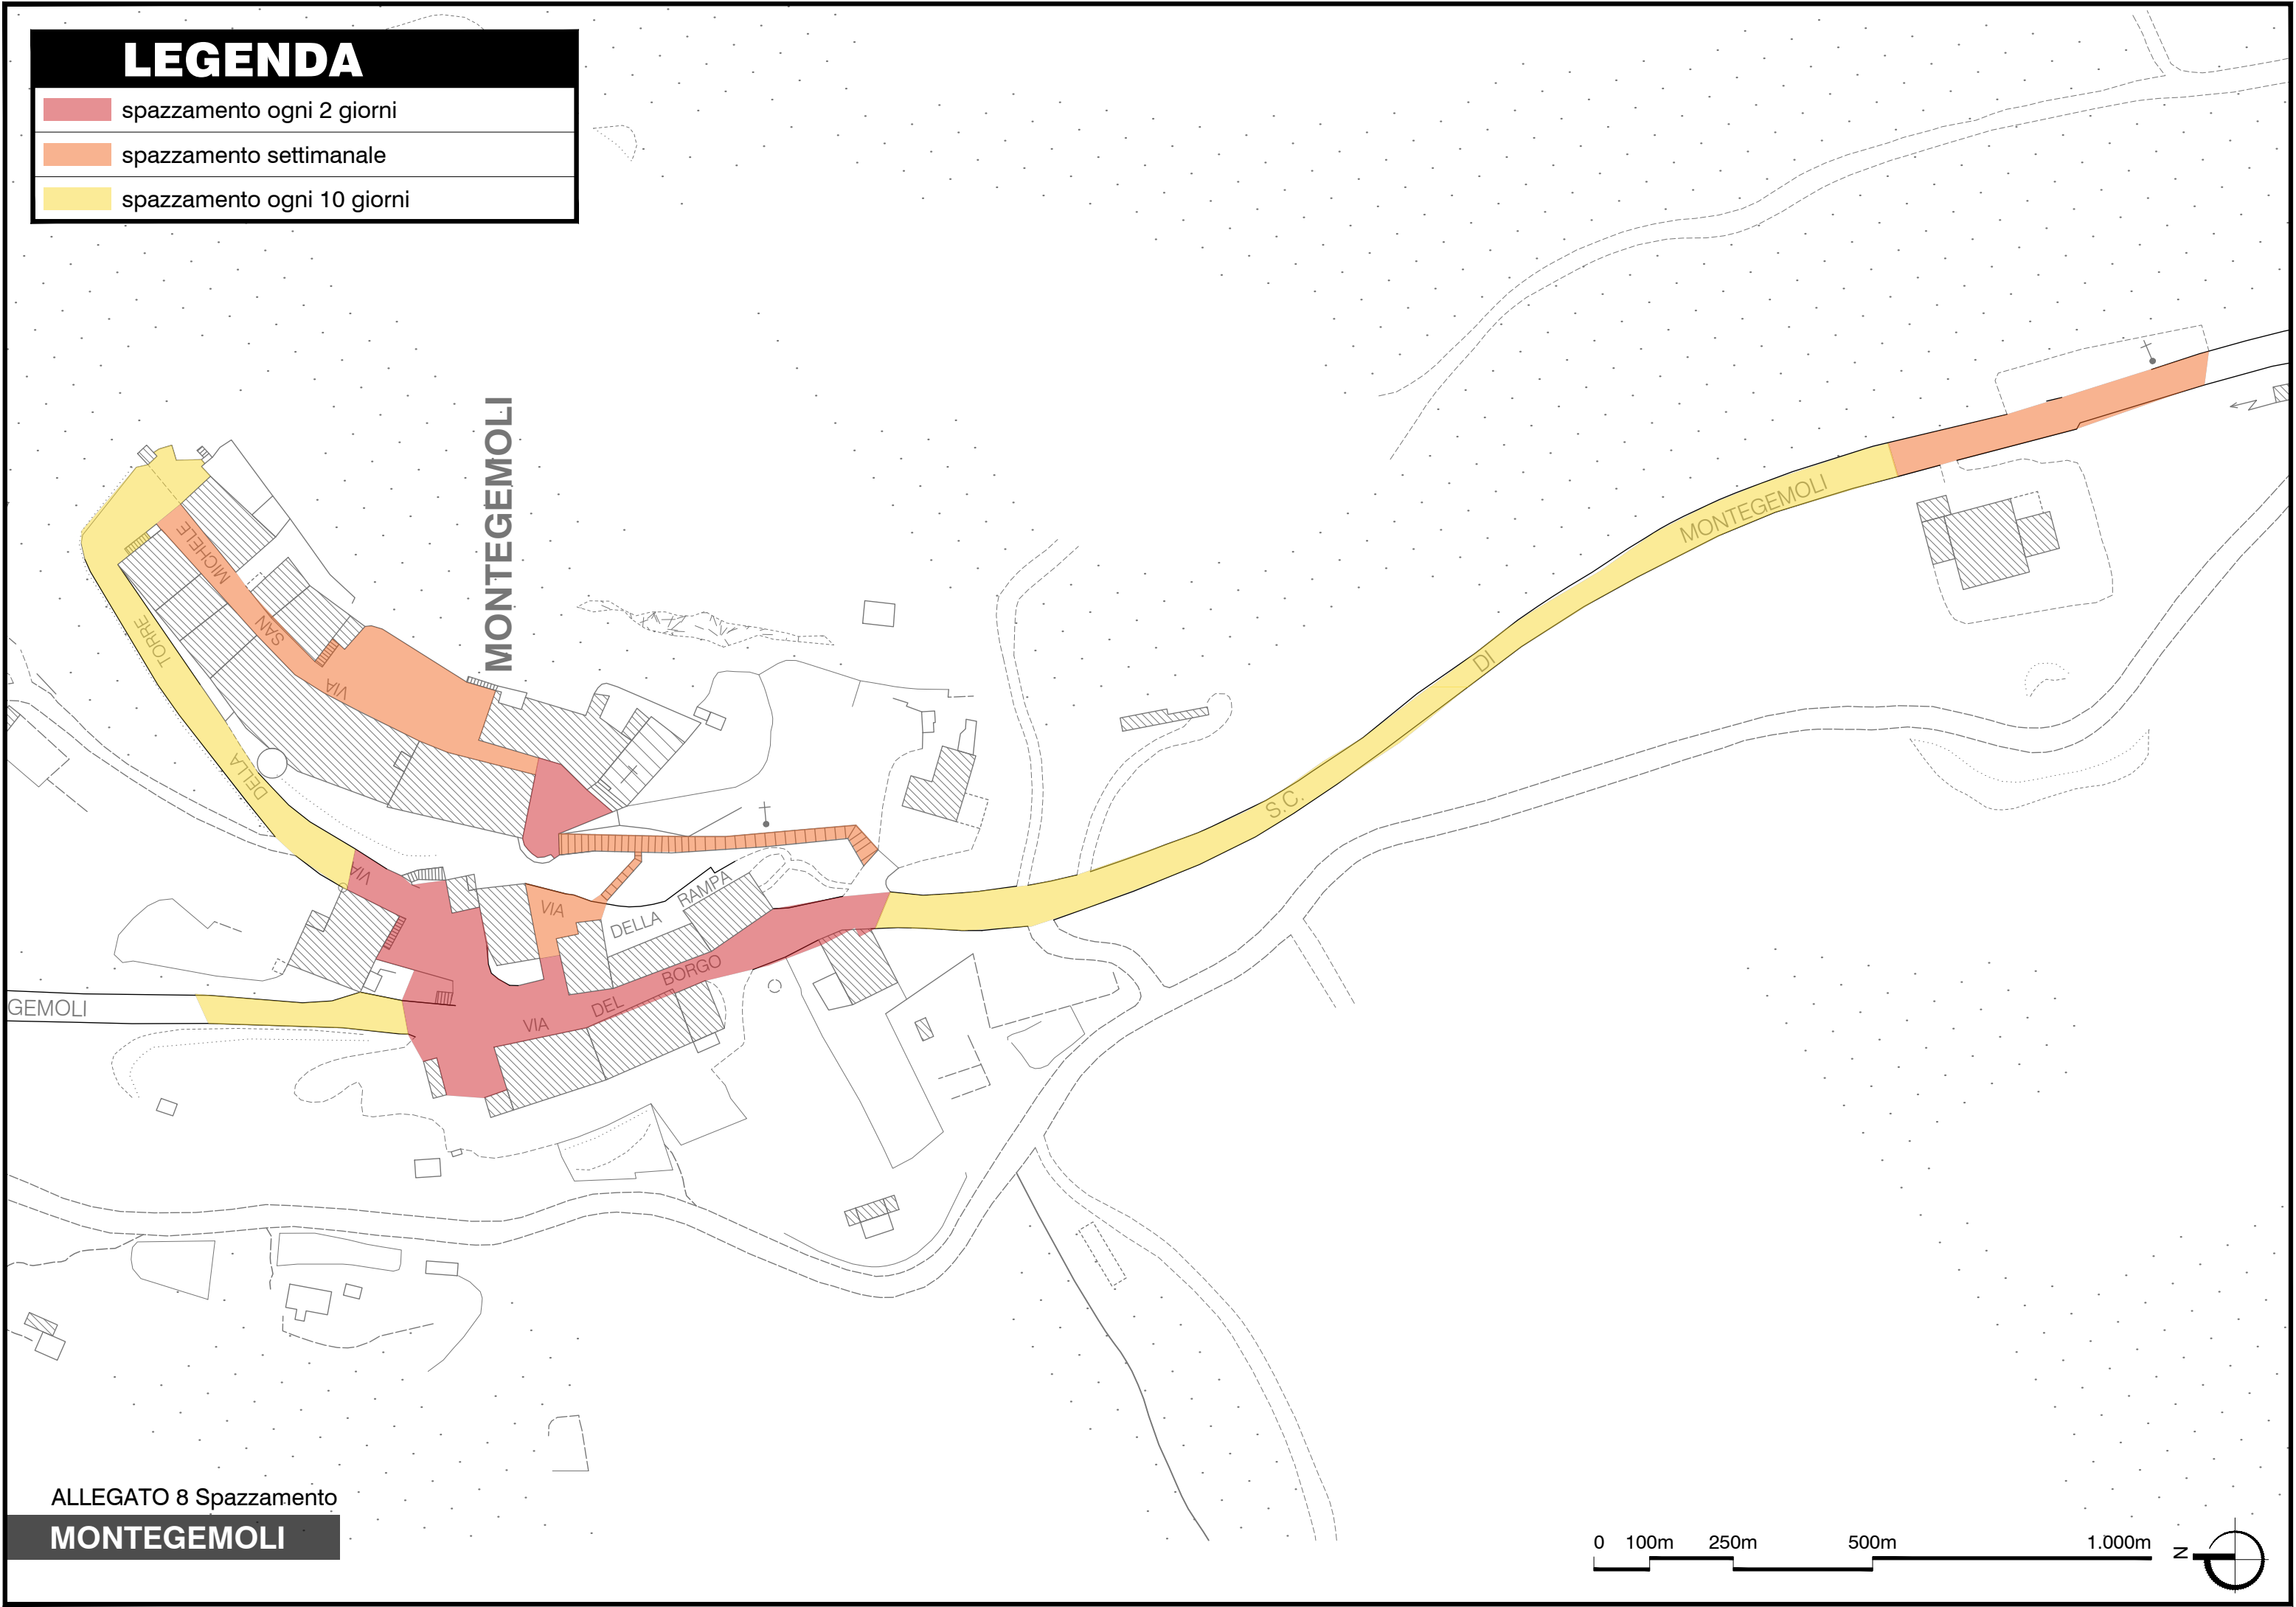 LEGENDA
spazzamento ogni 2 giorni
spazzamento settimanale
spazzamento ogni 10 giorni
MONTEGEMOLI
VIA SAN MICHELE
VIA DELLA TORRE
VIA DELLA RAMPA
VIA DEL BORGO
S.C. DI MONTEGEMOLI
GEMOLI
ALLEGATO 8 Spazzamento
MONTEGEMOLI
0 100m 250m 500m 1.000m
N